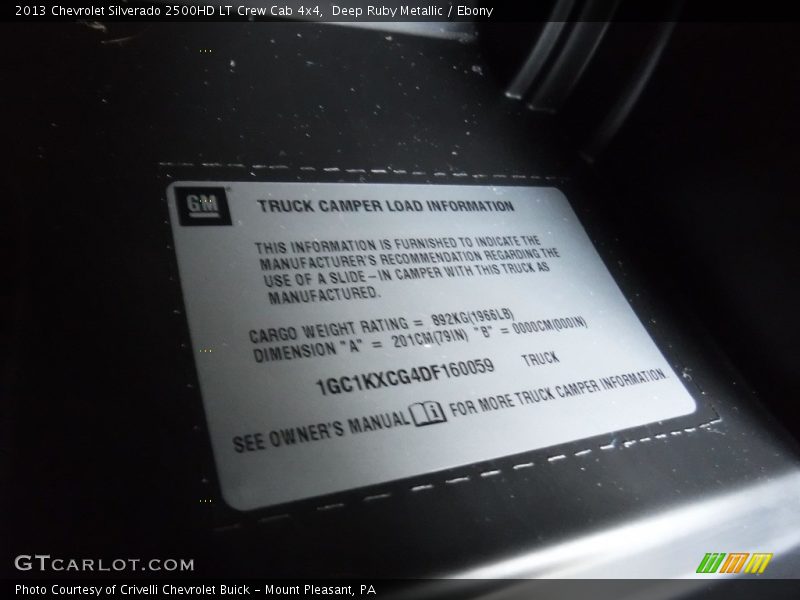 2013 Chevrolet Silverado 2500HD LT Crew Cab 4x4,  Deep Ruby Metallic / Ebony
GM
TRUCK CAMPER LOAD INFORMATION
THIS INFORMATION IS FURNISHED TO INDICATE THE
MANUFACTURER'S RECOMMENDATION REGARDING THE
USE OF A SLIDE-IN CAMPER WITH THIS TRUCK AS
MANUFACTURED.
CARGO WEIGHT RATING = 892KG(1966LB)
DIMENSION "A" = 201CM(79IN) "B" = 0000CM(000IN)
1GC1KXCG4DF160059 TRUCK
SEE OWNER'S MANUAL FOR MORE TRUCK CAMPER INFORMATION.
GTCARLOT.COM
Photo Courtesy of Crivelli Chevrolet Buick - Mount Pleasant, PA